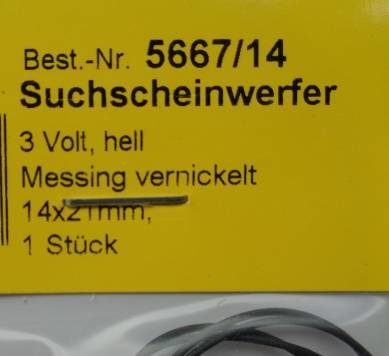 Best.-Nr. 5667/14
Suchscheinwerfer
3 Volt, hell
Messing vernickelt
14x21mm,
1 Stück